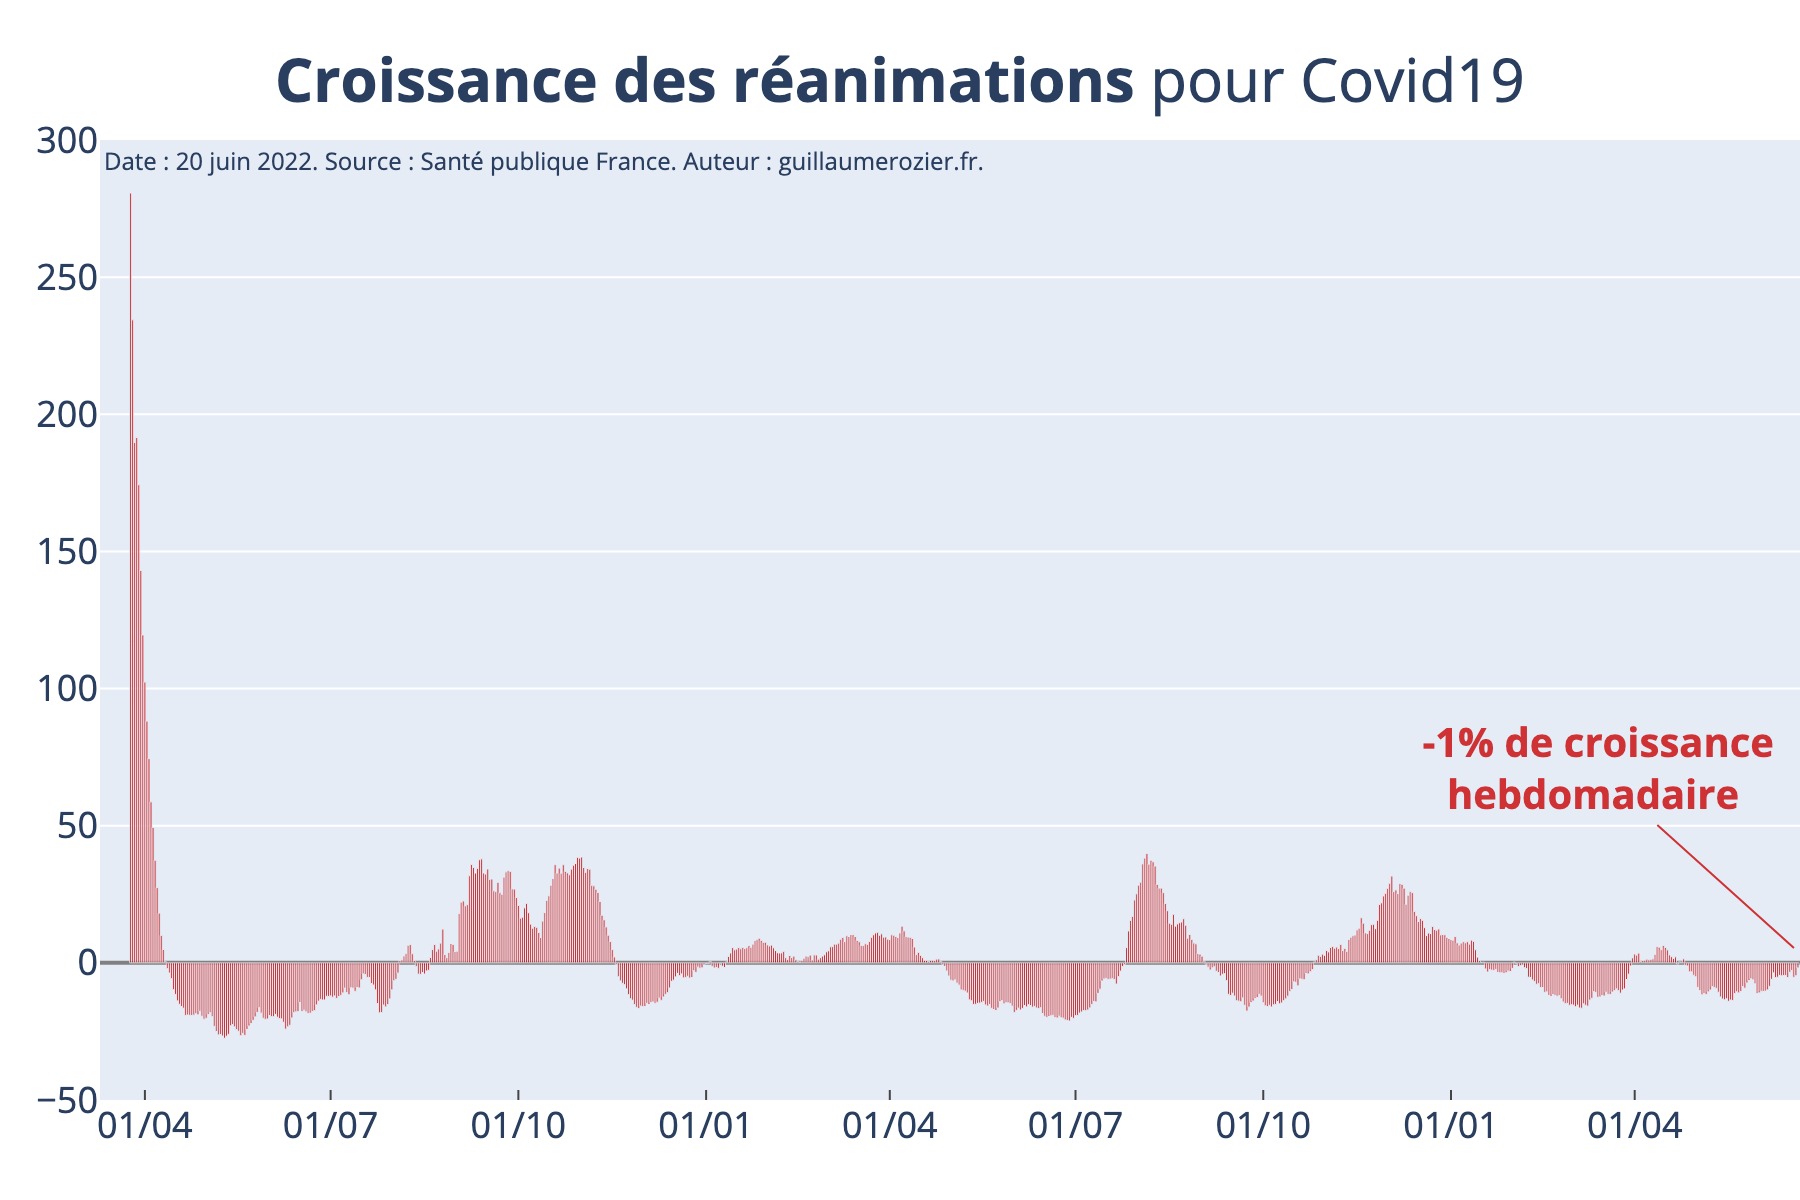 Croissance des réanimations pour Covid19
300
Date : 20 juin 2022. Source : Santé publique France. Auteur : guillaumerozier.fr.
250
200
150
100
-1% de croissance
hebdomadaire
50
0
−50
01/04 01/07 01/10 01/01 01/04 01/07 01/10 01/01 01/04